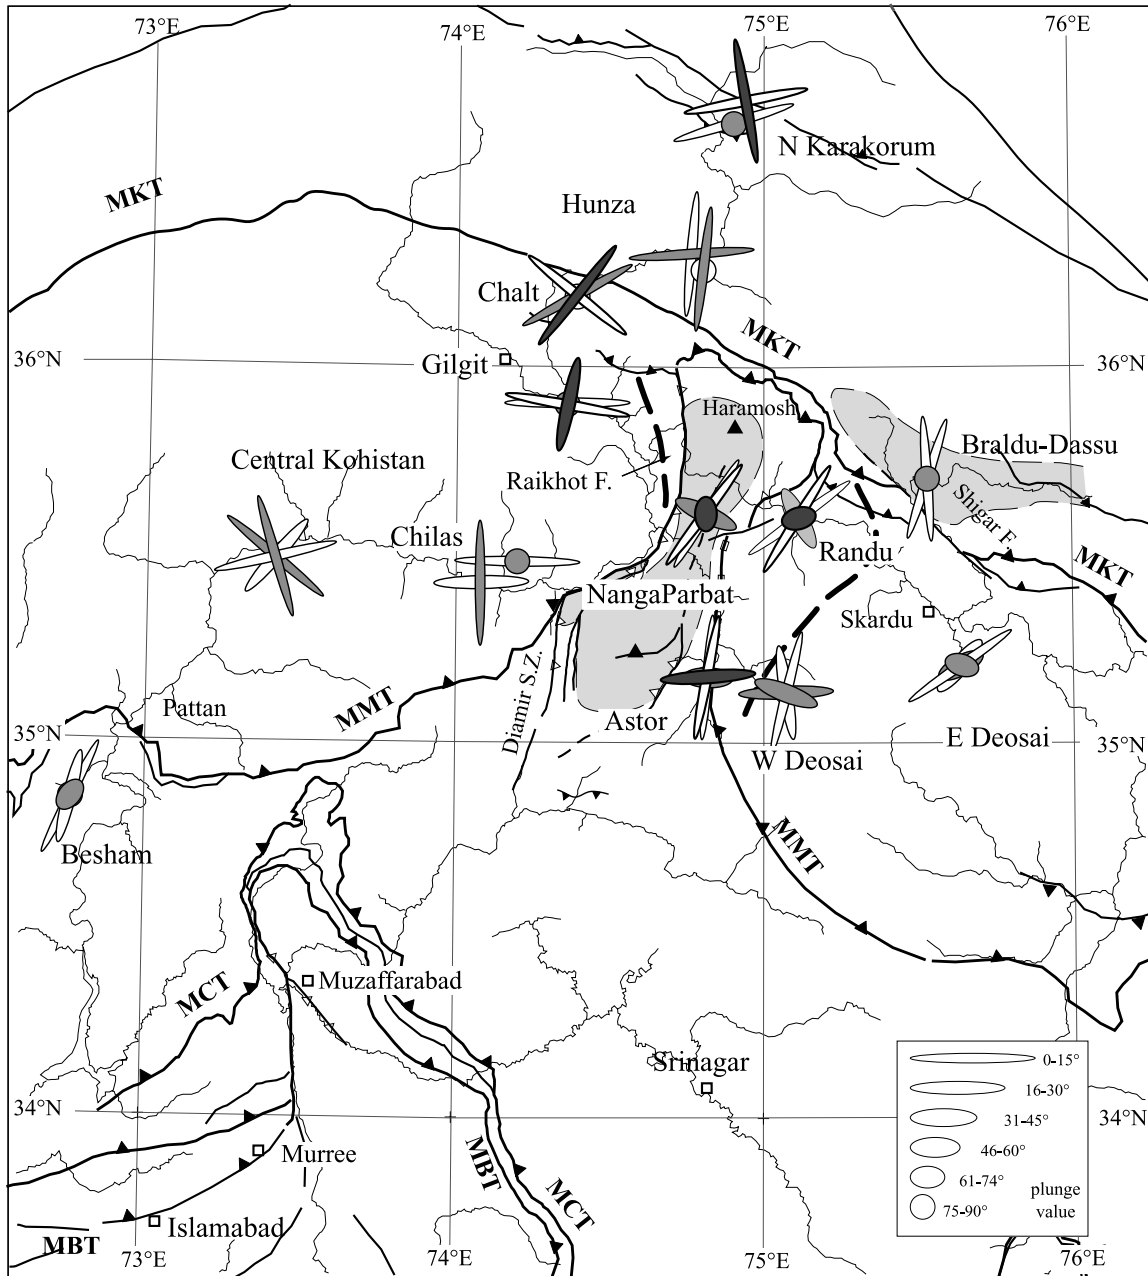 73°E
74°E
75°E
76°E
N Karakorum
MKT
Hunza
Chalt
MKT
36°N
Gilgit
36°N
Haramosh
Braldu-Dassu
Central Kohistan
Raikhot F.
Shigar F.
Chilas
Randu
MKT
NangaParbat
Skardu
Diamir S.Z.
Pattan
MMT
Astor
35°N
E Deosai
35°N
W Deosai
Besham
MMT
MCT
Muzaffarabad
Srinagar
0-15°
16-30°
31-45°
46-60°
61-74°
75-90°
plunge
value
34°N
34°N
Murree
MBT
MCT
Islamabad
MBT
73°E
74°E
75°E
76°E